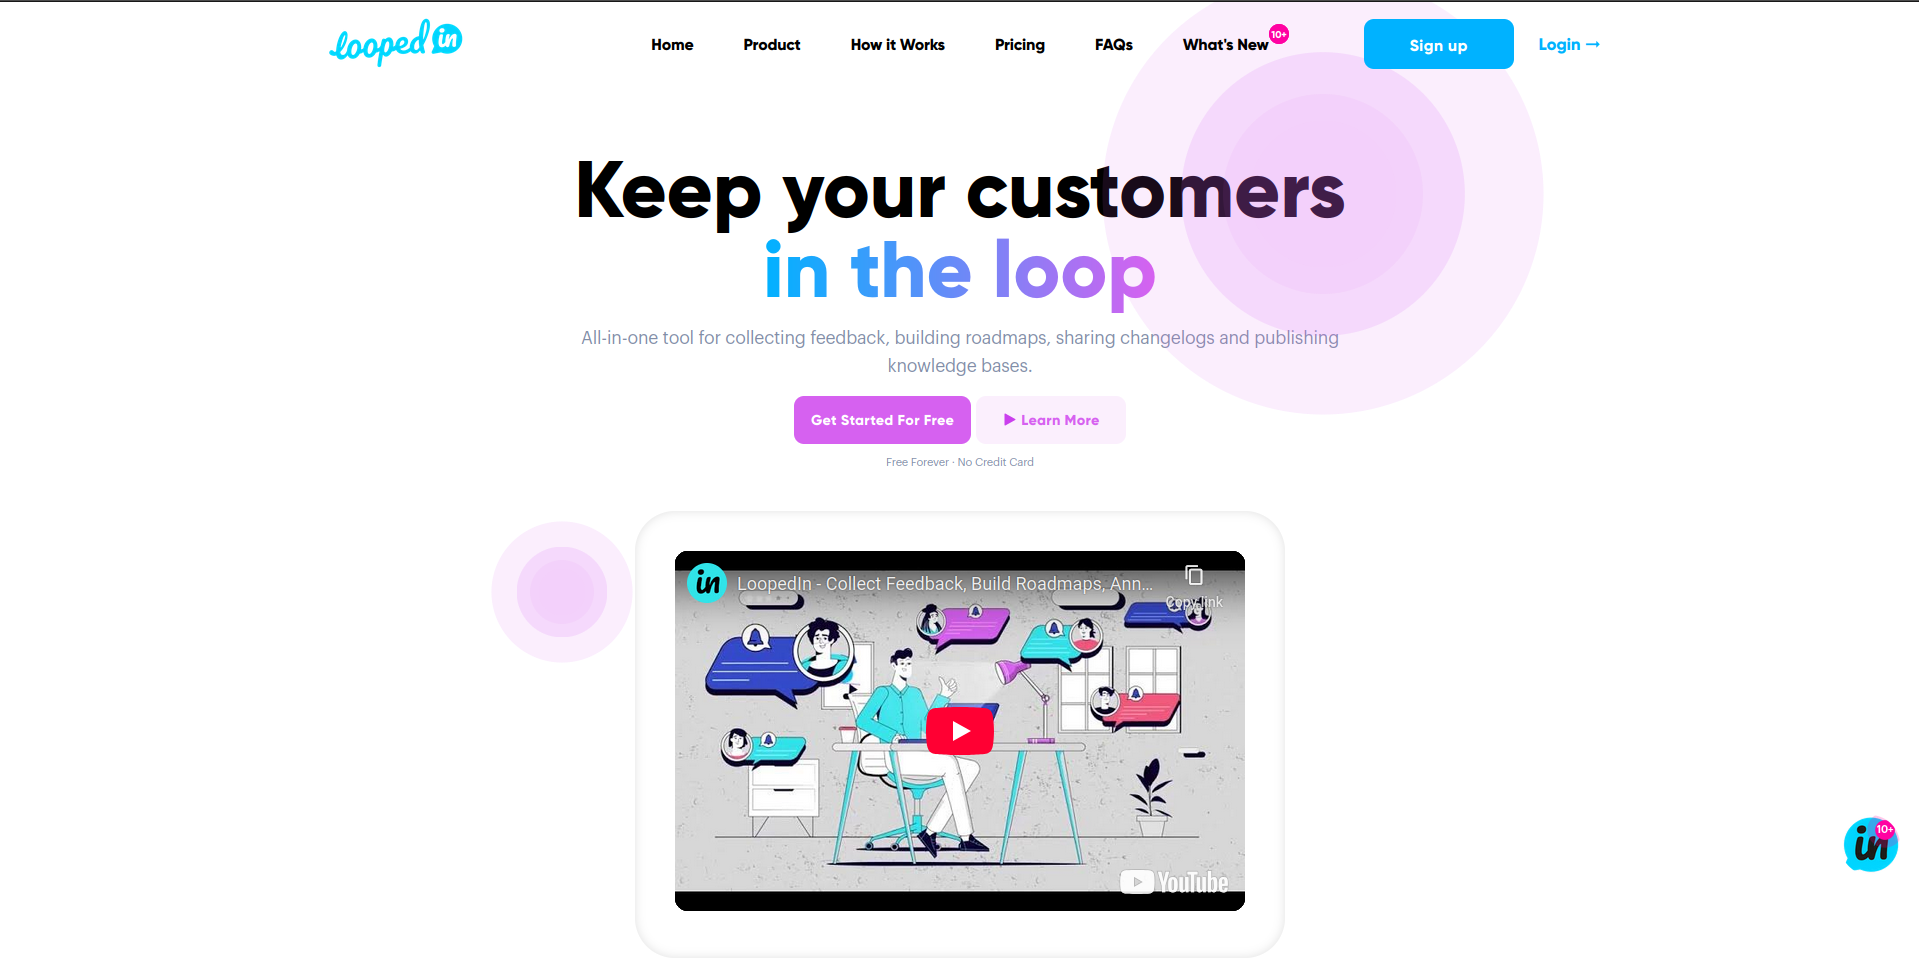 looped in
Home
Product
How it Works
Pricing
FAQs
What's New
10+
Sign up
Login →
Keep your customers
in the loop
All-in-one tool for collecting feedback, building roadmaps, sharing changelogs and publishing
knowledge bases.
Get Started For Free
▶ Learn More
Free Forever · No Credit Card
in
LoopedIn - Collect Feedback, Build Roadmaps, Ann...
Copy link
YouTube
in
10+